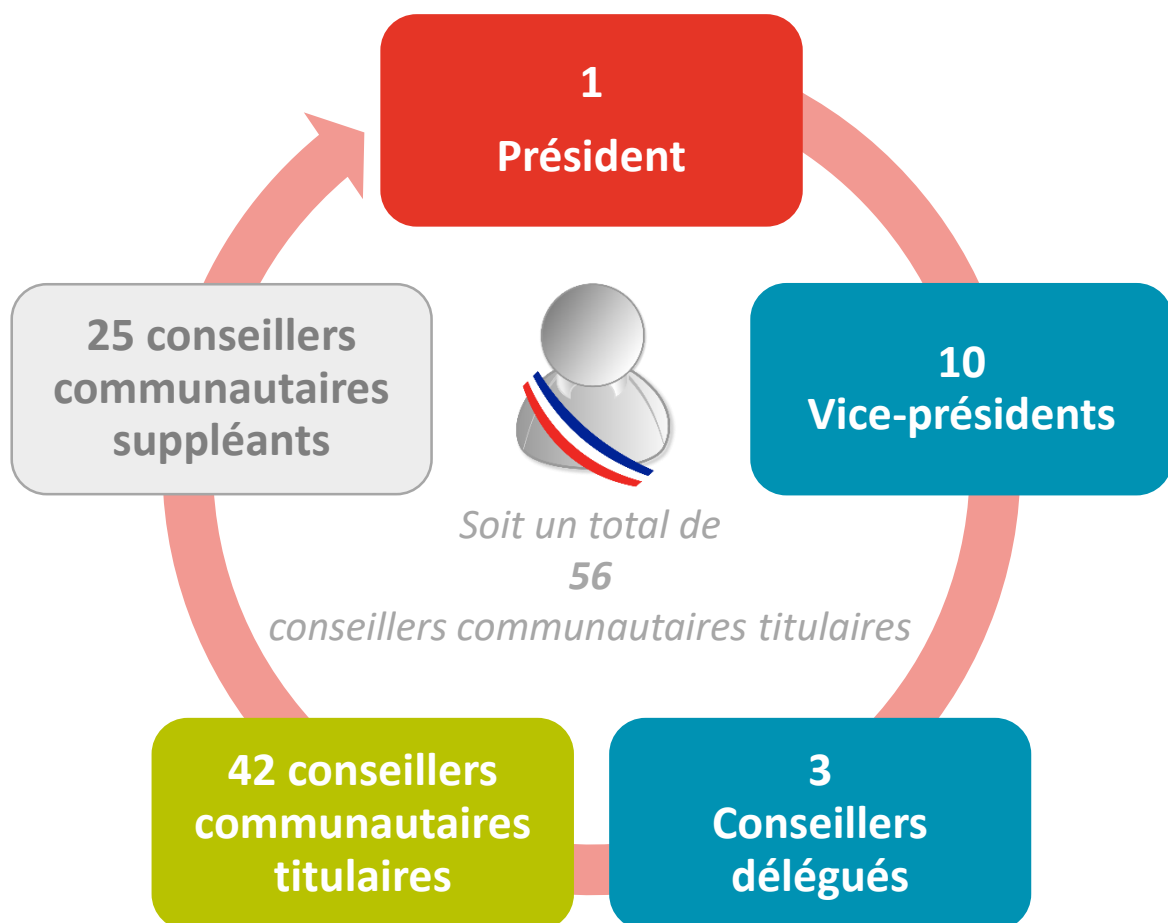 1
Président
10
Vice-présidents
3
Conseillers
délégués
42 conseillers
communautaires
titulaires
25 conseillers
communautaires
suppléants
Soit un total de
56
conseillers communautaires titulaires